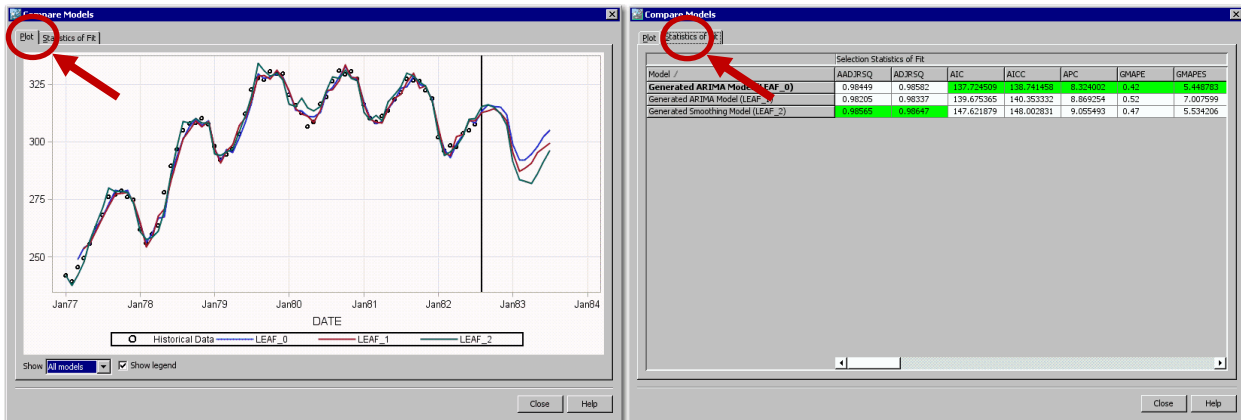 Compare Models
Plot Statistics of Fit
325
300
275
250
Jan77 Jan78 Jan79 Jan80 Jan81 Jan82 Jan83 Jan84
DATE
Historical Data LEAF_0 LEAF_1 LEAF_2
Show All models Show legend
Close Help
Compare Models
Plot Statistics of Fit
Selection Statistics of Fit
Model / AADJRSQ ADJRSQ AIC AICC APC GMAPE GMAPES
Generated ARIMA Model (LEAF_0) 0.98449 0.98582 137.724509 138.741458 8.324002 0.42 5.448783
Generated ARIMA Model (LEAF_1) 0.98205 0.98337 139.675365 140.353332 8.869254 0.52 7.007599
Generated Smoothing Model (LEAF_2) 0.98565 0.98647 147.621879 148.002831 9.055493 0.47 5.534206
Close Help